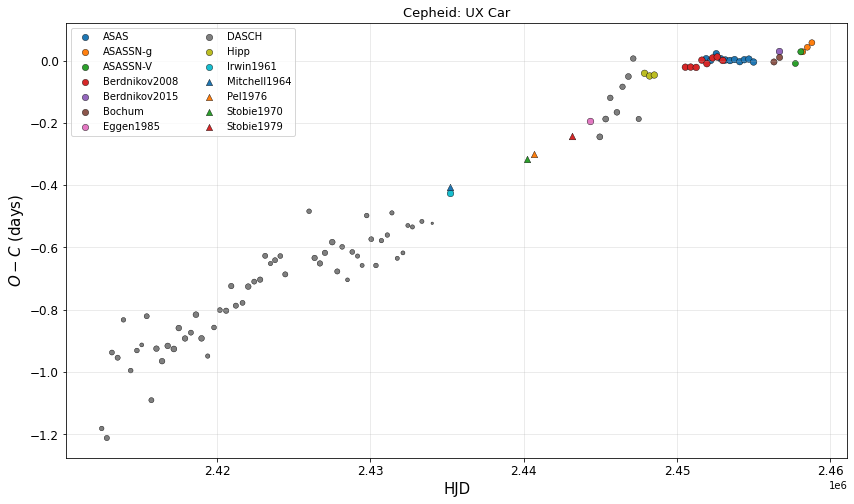 Cepheid: UX Car
ASAS
ASASSN-g
ASASSN-V
Berdnikov2008
Berdnikov2015
Bochum
Eggen1985
DASCH
Hipp
Irwin1961
Mitchell1964
Pel1976
Stobie1970
Stobie1979
0.0
−0.2
−0.4
−0.6
−0.8
−1.0
−1.2
O − C (days)
2.42
2.43
2.44
2.45
2.46
1e6
HJD